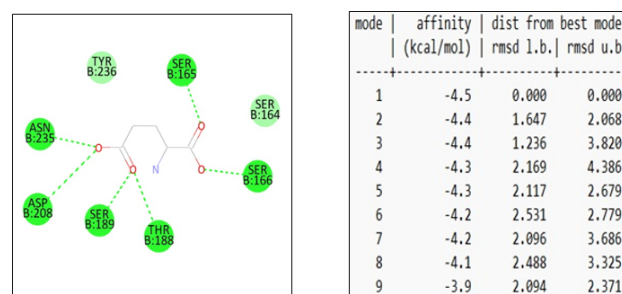 TYR
B:236
SER
B:165
SER
B:164
ASN
B:235
O
O
O
N
O
SER
B:166
ASP
B:208
SER
B:189
THR
B:188
mode | affinity | dist from best mode
| (kcal/mol) | rmsd l.b.| rmsd u.b
-----+------------+----------+----------
1 -4.5 0.000 0.000
2 -4.4 1.647 2.068
3 -4.4 1.236 3.820
4 -4.3 2.169 4.386
5 -4.3 2.117 2.679
6 -4.2 2.531 2.779
7 -4.2 2.096 3.686
8 -4.1 2.488 3.325
9 -3.9 2.094 2.371